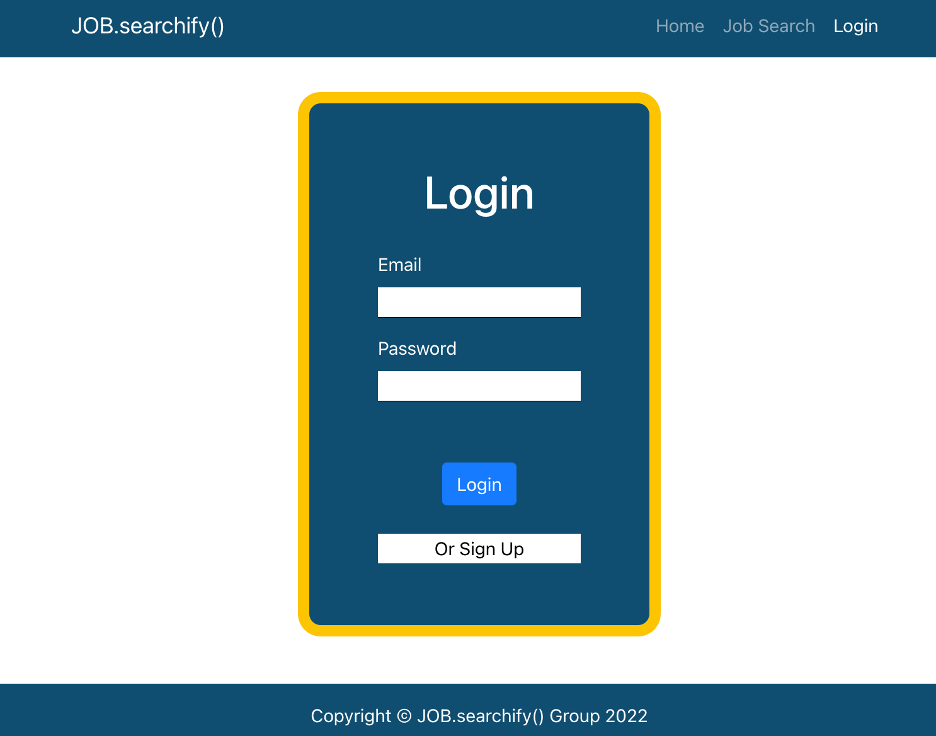 JOB.searchify() Home Job Search Login
Login
Email
Password
Login
Or Sign Up
Copyright © JOB.searchify() Group 2022